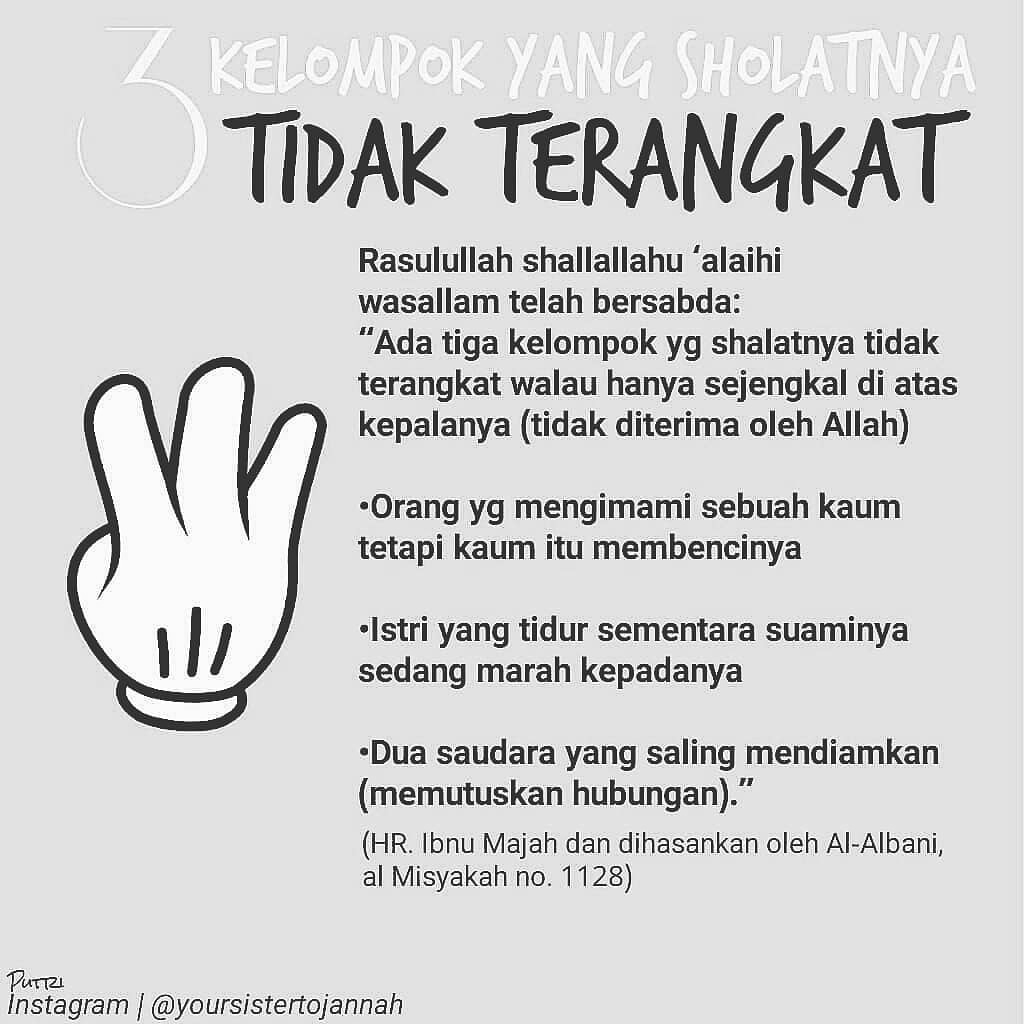 3 KELOMPOK YANG SHOLATNYA
TIDAK TERANGKAT
Rasulullah shallallahu ‘alaihi
wasallam telah bersabda:
“Ada tiga kelompok yg shalatnya tidak
terangkat walau hanya sejengkal di atas
kepalanya (tidak diterima oleh Allah)
•Orang yg mengimami sebuah kaum
tetapi kaum itu membencinya
•Istri yang tidur sementara suaminya
sedang marah kepadanya
•Dua saudara yang saling mendiamkan
(memutuskan hubungan).”
(HR. Ibnu Majah dan dihasankan oleh Al-Albani,
al Misyakah no. 1128)
PUTRI
Instagram | @yoursistertojannah